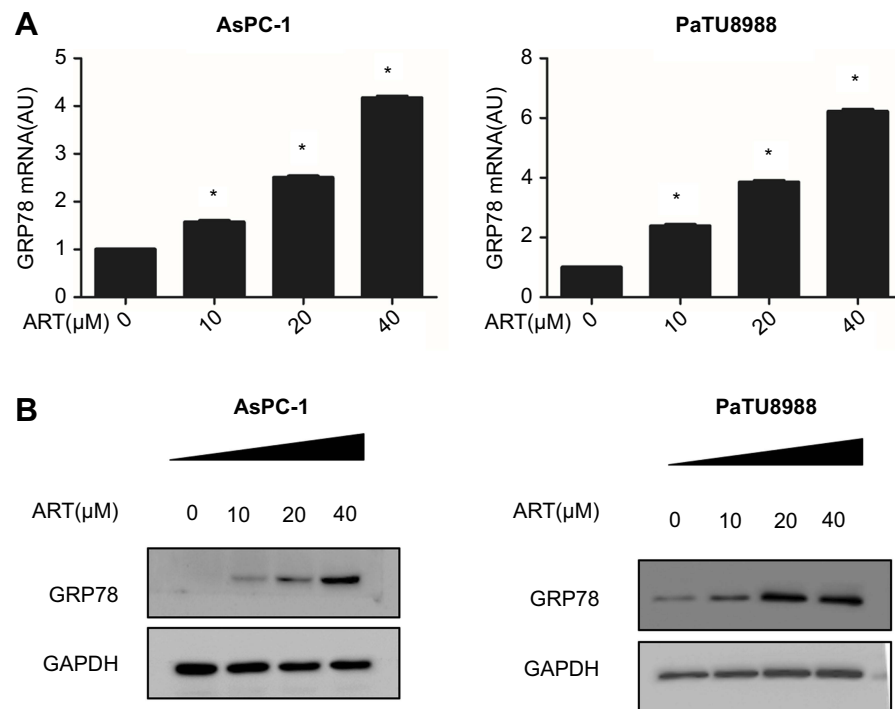 A
AsPC-1
PaTU8988
GRP78 mRNA(AU)
5
4
3
2
1
0
*
*
*
ART(µM) 0 10 20 40
GRP78 mRNA(AU)
8
6
4
2
0
*
*
*
ART(µM) 0 10 20 40
B
AsPC-1
PaTU8988
ART(µM) 0 10 20 40
GRP78
GAPDH
ART(µM) 0 10 20 40
GRP78
GAPDH